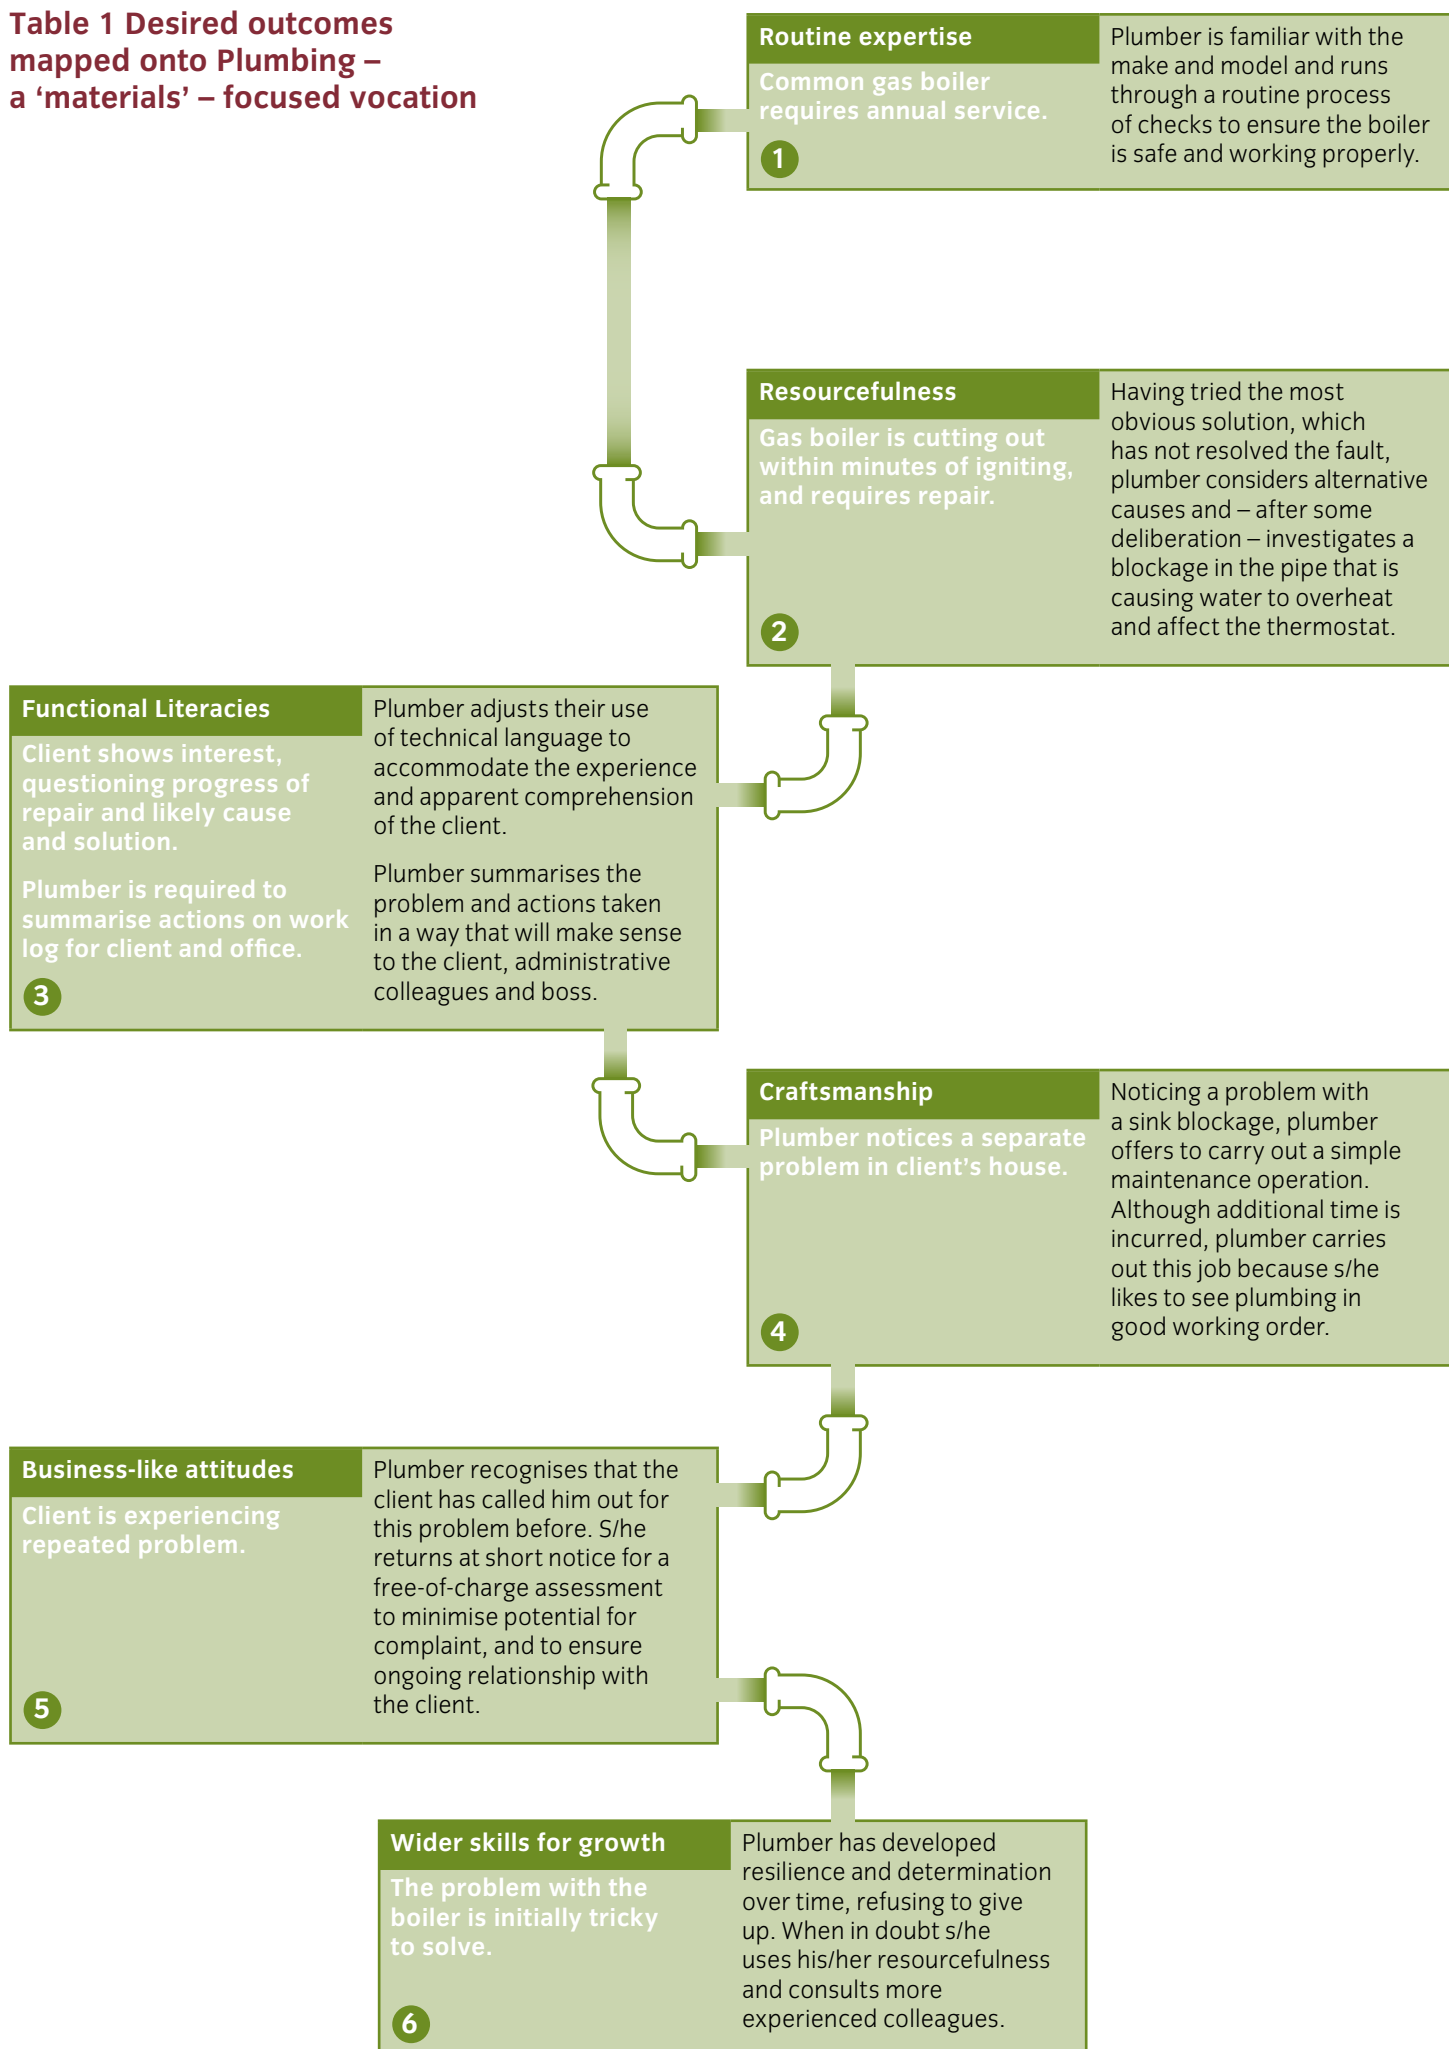 Table 1 Desired outcomes
mapped onto Plumbing –
a ‘materials’ – focused vocation
Routine expertise
Common gas boiler
requires annual service.
1
Plumber is familiar with the
make and model and runs
through a routine process
of checks to ensure the boiler
is safe and working properly.
Resourcefulness
Gas boiler is cutting out
within minutes of igniting,
and requires repair.
2
Having tried the most
obvious solution, which
has not resolved the fault,
plumber considers alternative
causes and – after some
deliberation – investigates a
blockage in the pipe that is
causing water to overheat
and affect the thermostat.
Functional Literacies
Client shows interest,
questioning progress of
repair and likely cause
and solution.
Plumber is required to
summarise actions on work
log for client and office.
3
Plumber adjusts their use
of technical language to
accommodate the experience
and apparent comprehension
of the client.
Plumber summarises the
problem and actions taken
in a way that will make sense
to the client, administrative
colleagues and boss.
Craftsmanship
Plumber notices a separate
problem in client’s house.
4
Noticing a problem with
a sink blockage, plumber
offers to carry out a simple
maintenance operation.
Although additional time is
incurred, plumber carries
out this job because s/he
likes to see plumbing in
good working order.
Business-like attitudes
Client is experiencing
repeated problem.
5
Plumber recognises that the
client has called him out for
this problem before. S/he
returns at short notice for a
free-of-charge assessment
to minimise potential for
complaint, and to ensure
ongoing relationship with
the client.
Wider skills for growth
The problem with the
boiler is initially tricky
to solve.
6
Plumber has developed
resilience and determination
over time, refusing to give
up. When in doubt s/he
uses his/her resourcefulness
and consults more
experienced colleagues.